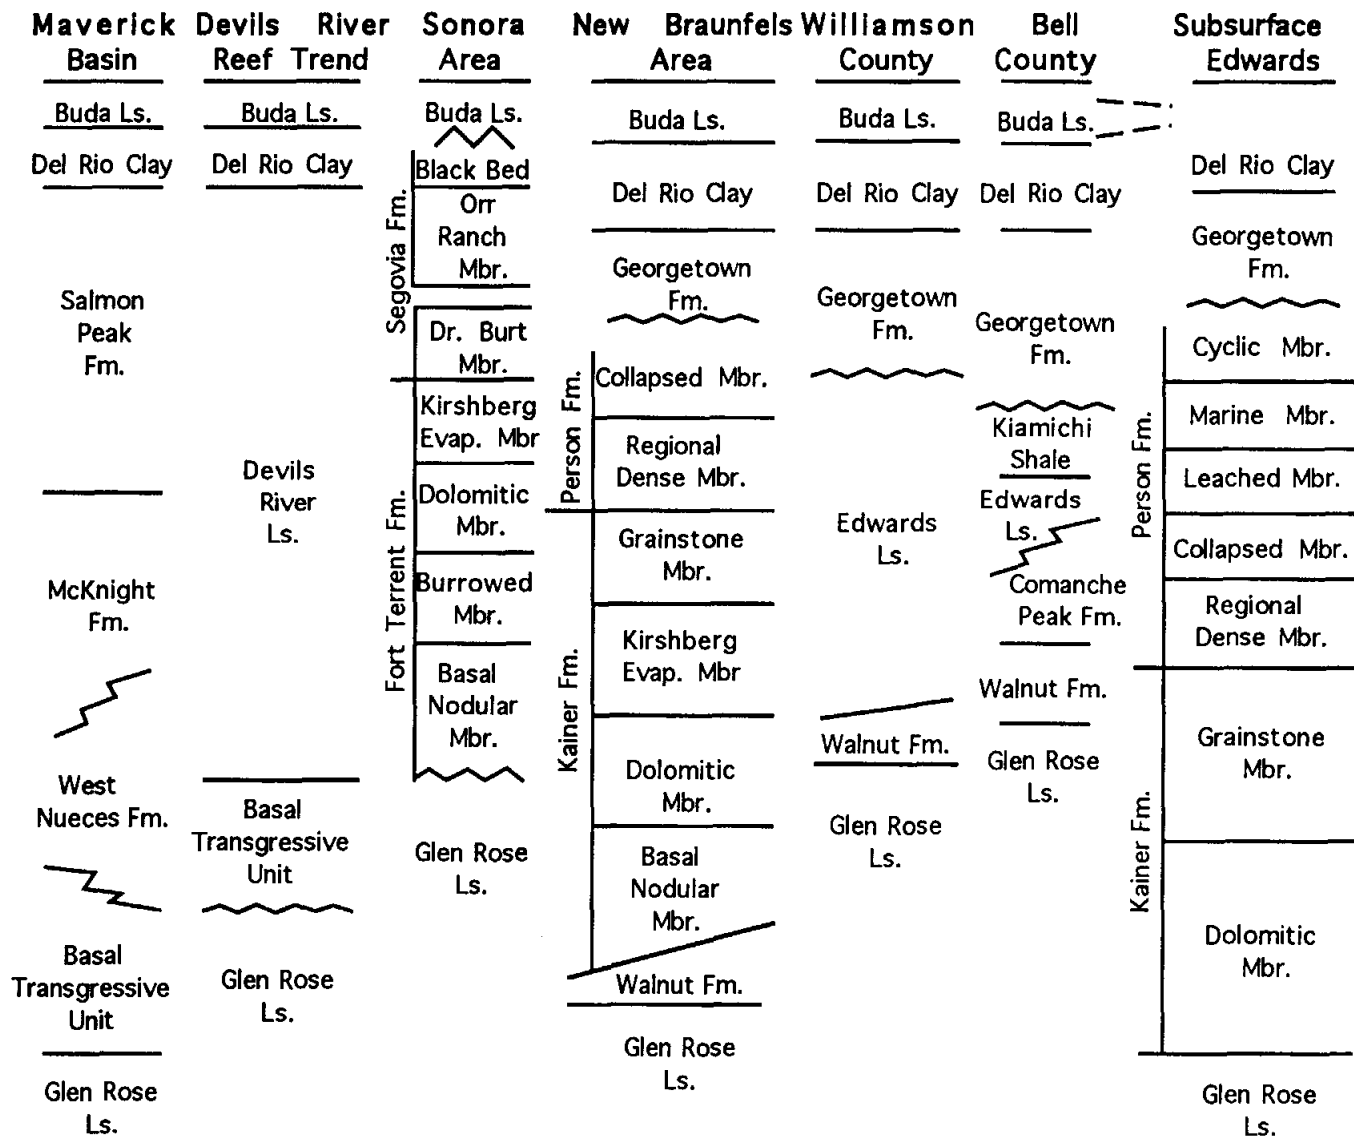 Maverick Basin
Buda Ls.
Del Rio Clay
Salmon
Peak
Fm.
McKnight
Fm.
West
Nueces Fm.
Basal
Transgressive
Unit
Glen Rose
Ls.
Devils River
Reef Trend
Buda Ls.
Del Rio Clay
Devils
River
Ls.
Basal
Transgressive
Unit
Glen Rose
Ls.
Sonora
Area
Buda Ls.
Segovia Fm.
Black Bed
Orr
Ranch
Mbr.
Dr. Burt
Mbr.
Fort Terrent Fm.
Kirshberg
Evap. Mbr
Dolomitic
Mbr.
Burrowed
Mbr.
Basal
Nodular
Mbr.
Glen Rose
Ls.
New Braunfels
Area
Buda Ls.
Del Rio Clay
Georgetown
Fm.
Person Fm.
Collapsed Mbr.
Regional
Dense Mbr.
Kainer Fm.
Grainstone
Mbr.
Kirshberg
Evap. Mbr
Dolomitic
Mbr.
Basal
Nodular
Mbr.
Walnut Fm.
Glen Rose
Ls.
Williamson
County
Buda Ls.
Del Rio Clay
Georgetown
Fm.
Edwards
Ls.
Walnut Fm.
Glen Rose
Ls.
Bell
County
Buda Ls.
Del Rio Clay
Georgetown
Fm.
Kiamichi
Shale
Edwards
Ls.
Comanche
Peak Fm.
Walnut Fm.
Glen Rose
Ls.
Subsurface
Edwards
Del Rio Clay
Georgetown
Fm.
Person Fm.
Cyclic Mbr.
Marine Mbr.
Leached Mbr.
Collapsed Mbr.
Regional
Dense Mbr.
Kainer Fm.
Grainstone
Mbr.
Dolomitic
Mbr.
Glen Rose
Ls.